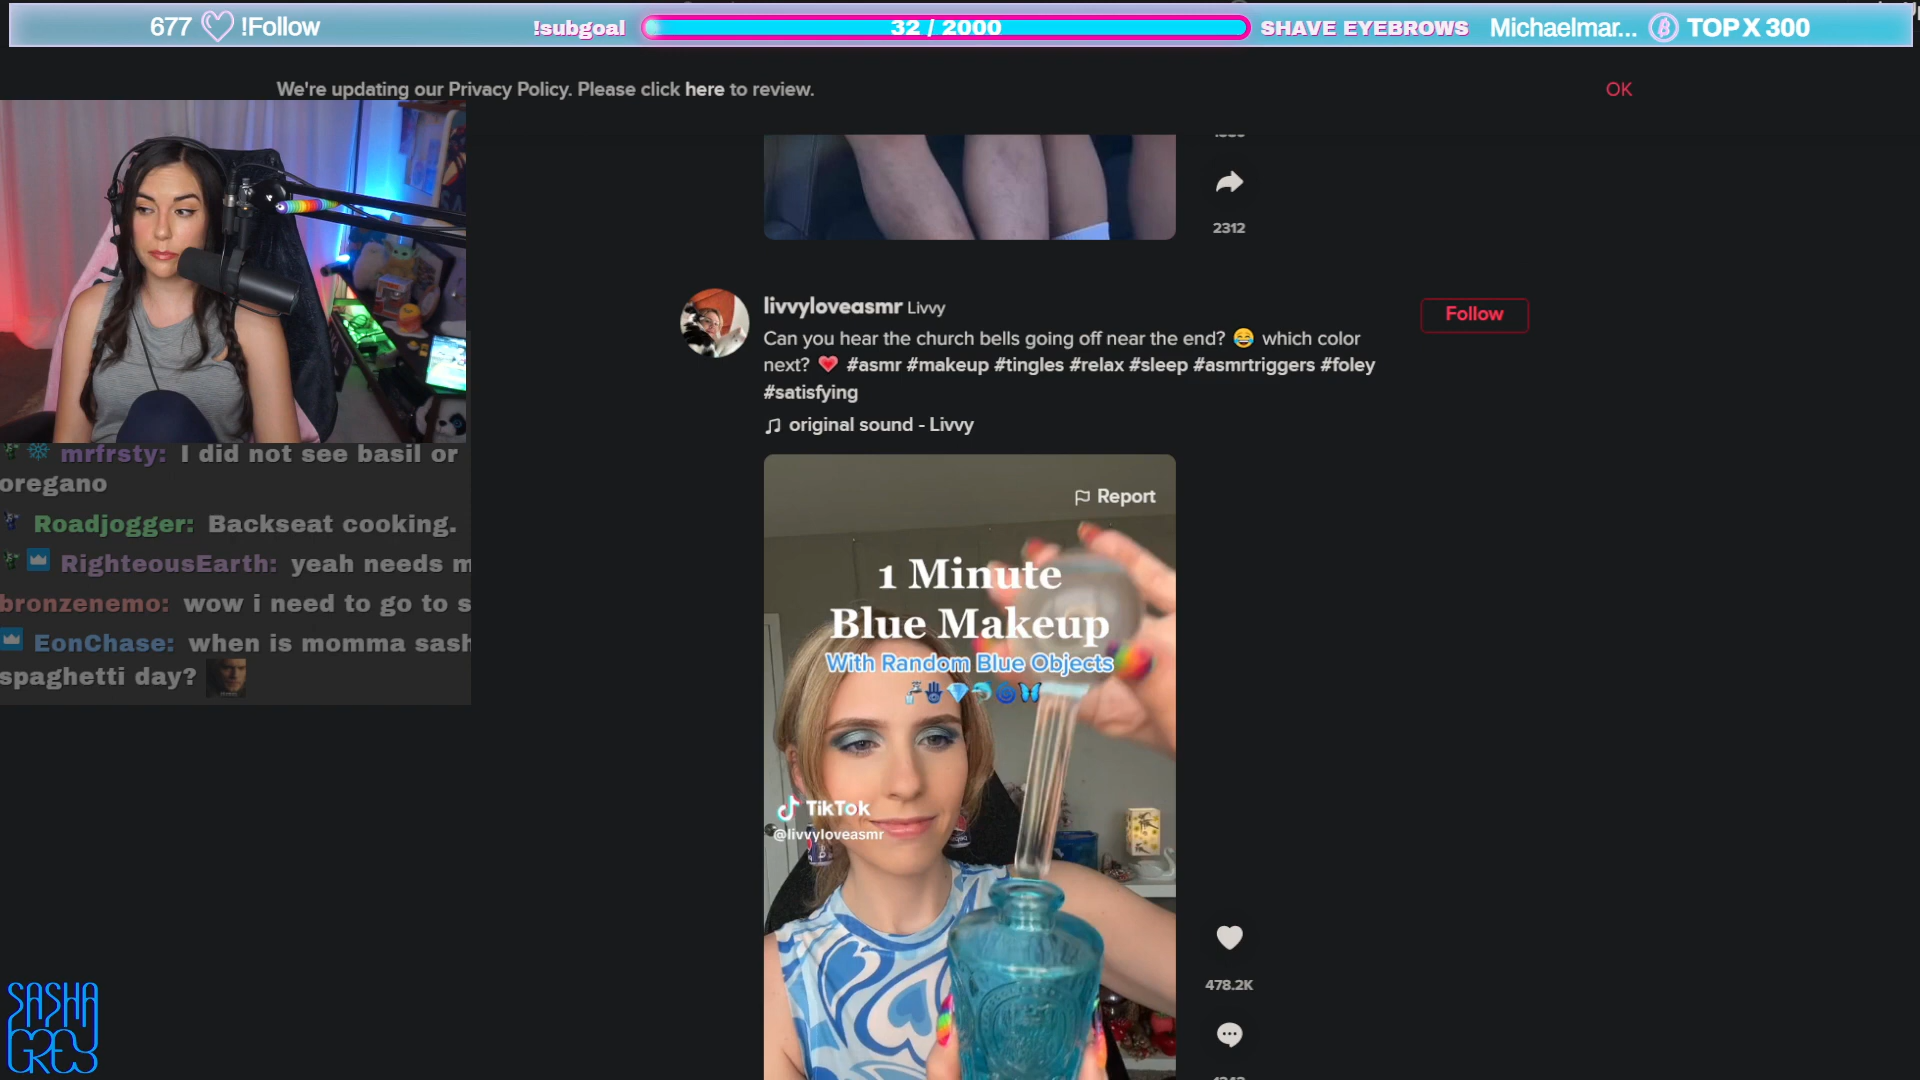 677 !Follow
!subgoal
32 / 2000
SHAVE EYEBROWS
Michaelmar...
TOP X 300
We're updating our Privacy Policy. Please click here to review.
OK
2312
livvyloveasmr Livvy
Follow
Can you hear the church bells going off near the end? 😂 which color
next? ❤️ #asmr #makeup #tingles #relax #sleep #asmrtriggers #foley
#satisfying
original sound - Livvy
mrfrsty: I did not see basil or
oregano
Roadjogger: Backseat cooking.
RighteousEarth: yeah needs m
bronzenemo: wow i need to go to s
EonChase: when is momma sash
spaghetti day?
Report
1 Minute
Blue Makeup
With Random Blue Objects
TikTok
@livvyloveasmr
478.2K
SASHA
GREY